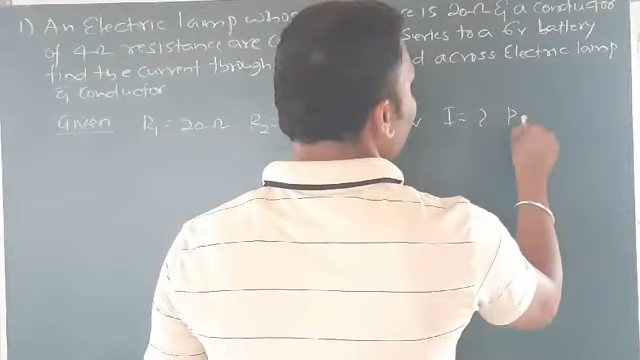 1) An Electric lamp whos ce is 20Ω & a conductor
of 4Ω resistance are c series to a 6v battery
find the current through d across Electric lamp
& conductor
Given R₁ = 20Ω R₂ = v I = ? P